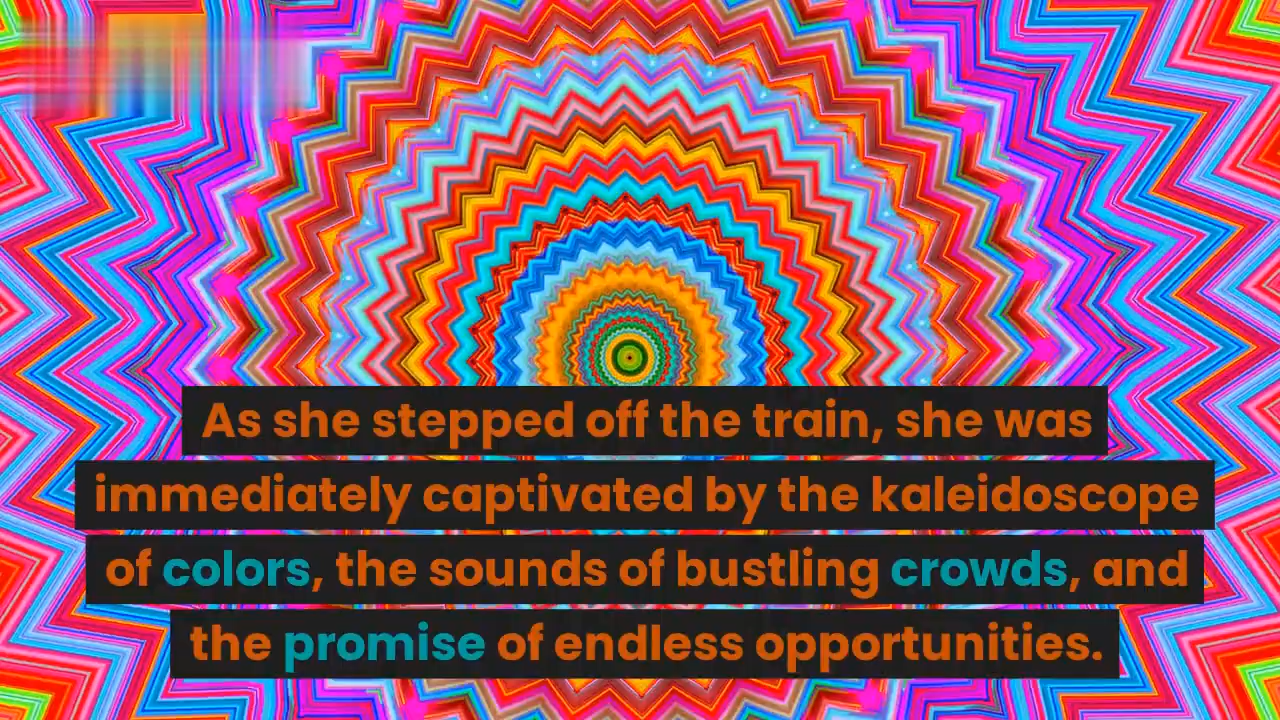 As she stepped off the train, she was
immediately captivated by the kaleidoscope
of colors, the sounds of bustling crowds, and
the promise of endless opportunities.